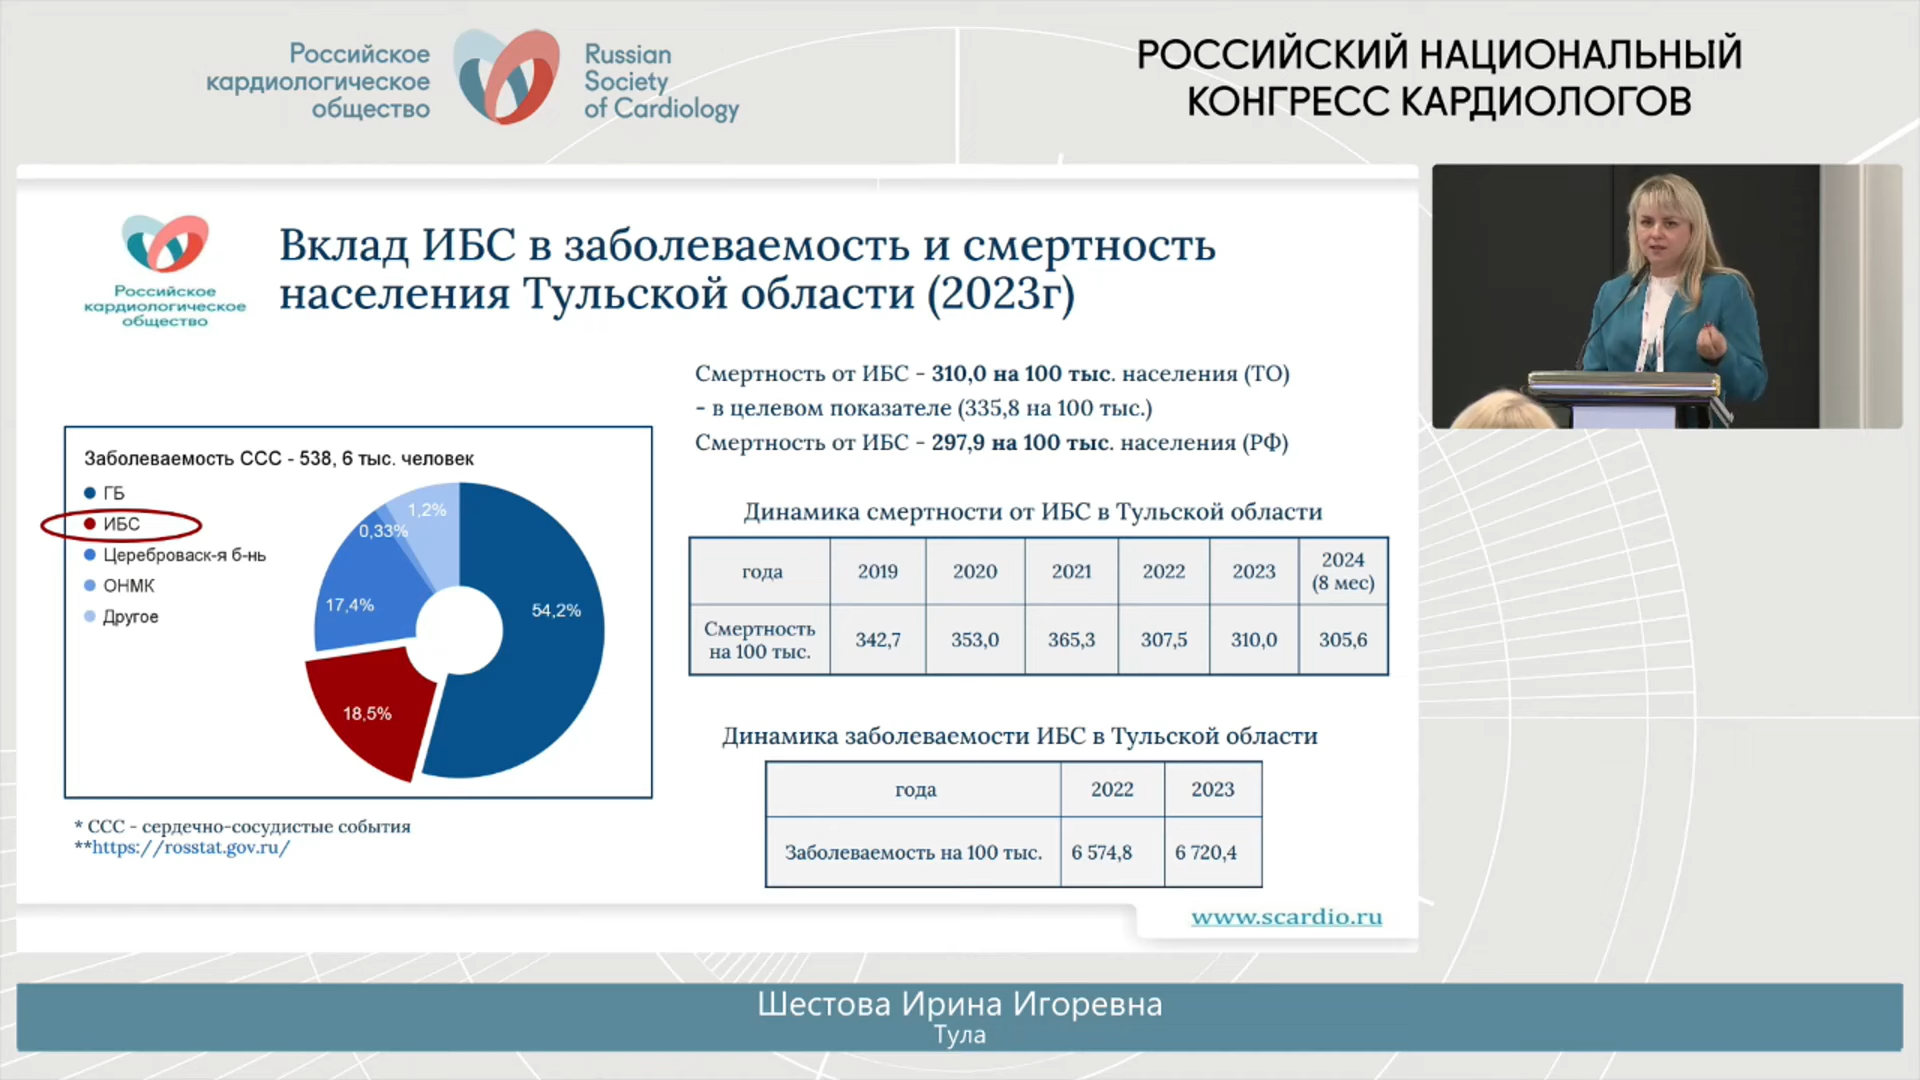 Российское
кардиологическое
общество
Russian
Society
of Cardiology
РОССИЙСКИЙ НАЦИОНАЛЬНЫЙ
КОНГРЕСС КАРДИОЛОГОВ
Российское
кардиологическое
общество
Вклад ИБС в заболеваемость и смертность
населения Тульской области (2023г)
Смертность от ИБС - 310,0 на 100 тыс. населения (ТО)
- в целевом показателе (335,8 на 100 тыс.)
Смертность от ИБС - 297,9 на 100 тыс. населения (РФ)
Заболеваемость ССС - 538, 6 тыс. человек
ГБ
ИБС
Цереброваск-я б-нь
ОНМК
Другое
1,2%
0,33%
17,4%
54,2%
18,5%
* ССС - сердечно-сосудистые события
**https://rosstat.gov.ru/
Динамика смертности от ИБС в Тульской области
года 2019 2020 2021 2022 2023 2024
(8 мес)
Смертность
на 100 тыс. 342,7 353,0 365,3 307,5 310,0 305,6
Динамика заболеваемости ИБС в Тульской области
года 2022 2023
Заболеваемость на 100 тыс. 6 574,8 6 720,4
www.scardio.ru
Шестова Ирина Игоревна
Тула